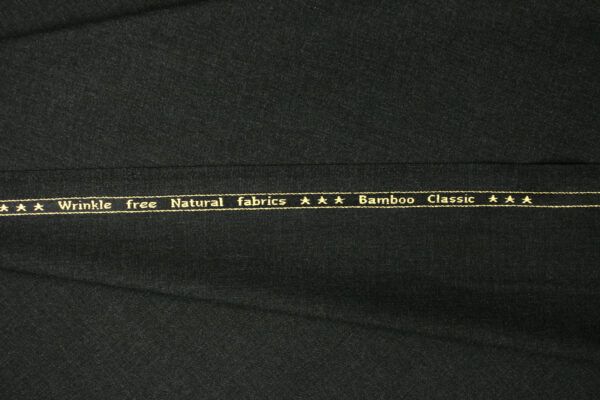 ★ ★ ★ Wrinkle free Natural fabrics ★ ★ ★ Bamboo Classic ★ ★ ★